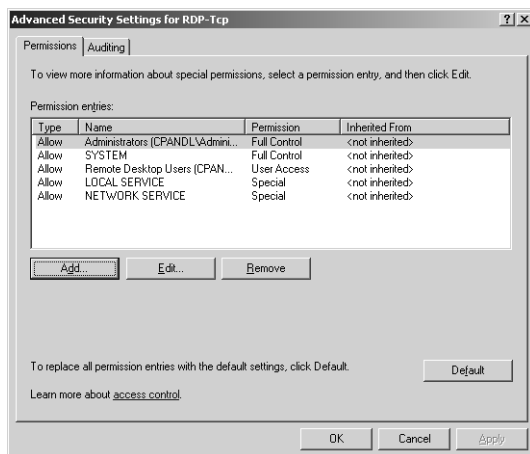 Advanced Security Settings for RDP-Tcp
Permissions Auditing
To view more information about special permissions, select a permission entry, and then click Edit.
Permission entries:
Type Name Permission Inherited From
Allow Administrators (CPANDL\Admini... Full Control <not inherited>
Allow SYSTEM Full Control <not inherited>
Allow Remote Desktop Users (CPAN... User Access <not inherited>
Allow LOCAL SERVICE Special <not inherited>
Allow NETWORK SERVICE Special <not inherited>
Add... Edit... Remove
To replace all permission entries with the default settings, click Default. Default
Learn more about access control.
OK Cancel Apply